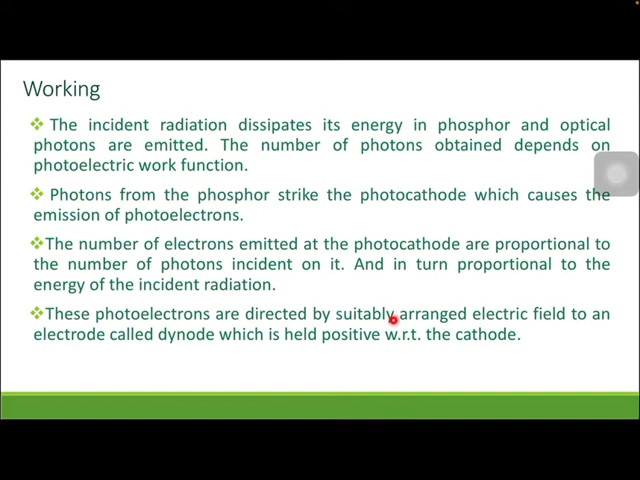 Working
The incident radiation dissipates its energy in phosphor and optical
photons are emitted. The number of photons obtained depends on
photoelectric work function.
Photons from the phosphor strike the photocathode which causes the
emission of photoelectrons.
The number of electrons emitted at the photocathode are proportional to
the number of photons incident on it. And in turn proportional to the
energy of the incident radiation.
These photoelectrons are directed by suitably arranged electric field to an
electrode called dynode which is held positive w.r.t. the cathode.